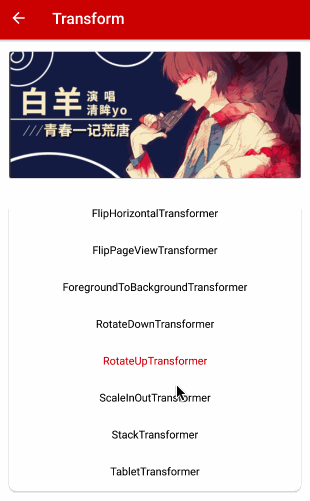 Transform
白羊 演 唱
清眸yo
///青春一记荒唐
FlipHorizontalTransformer
FlipPageViewTransformer
ForegroundToBackgroundTransformer
RotateDownTransformer
RotateUpTransformer
ScaleInOutTransformer
StackTransformer
TabletTransformer